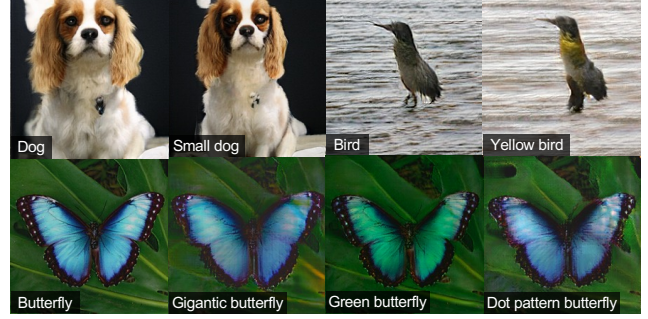 Dog
Small dog
Bird
Yellow bird
Butterfly
Gigantic butterfly
Green butterfly
Dot pattern butterfly